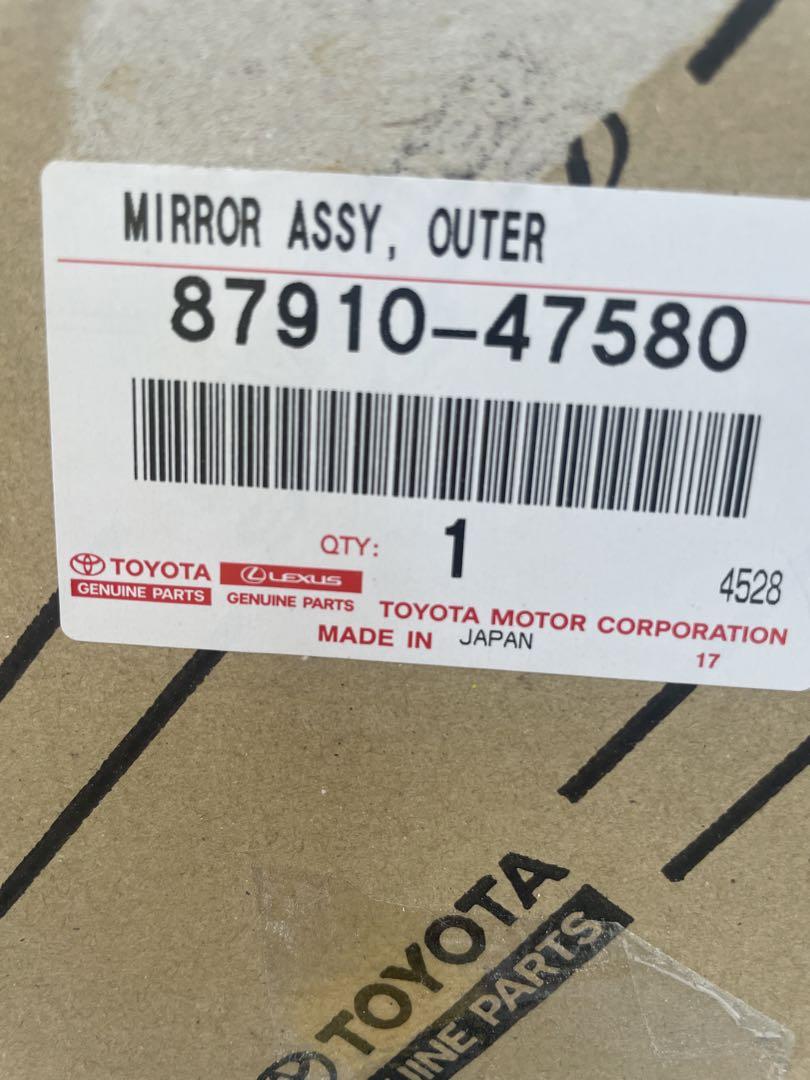 MIRROR ASSY, OUTER
87910-47580
QTY: 1
TOYOTA LEXUS 4528
GENUINE PARTS GENUINE PARTS TOYOTA MOTOR CORPORATION
MADE IN JAPAN 17
TOYOTA
PARTS